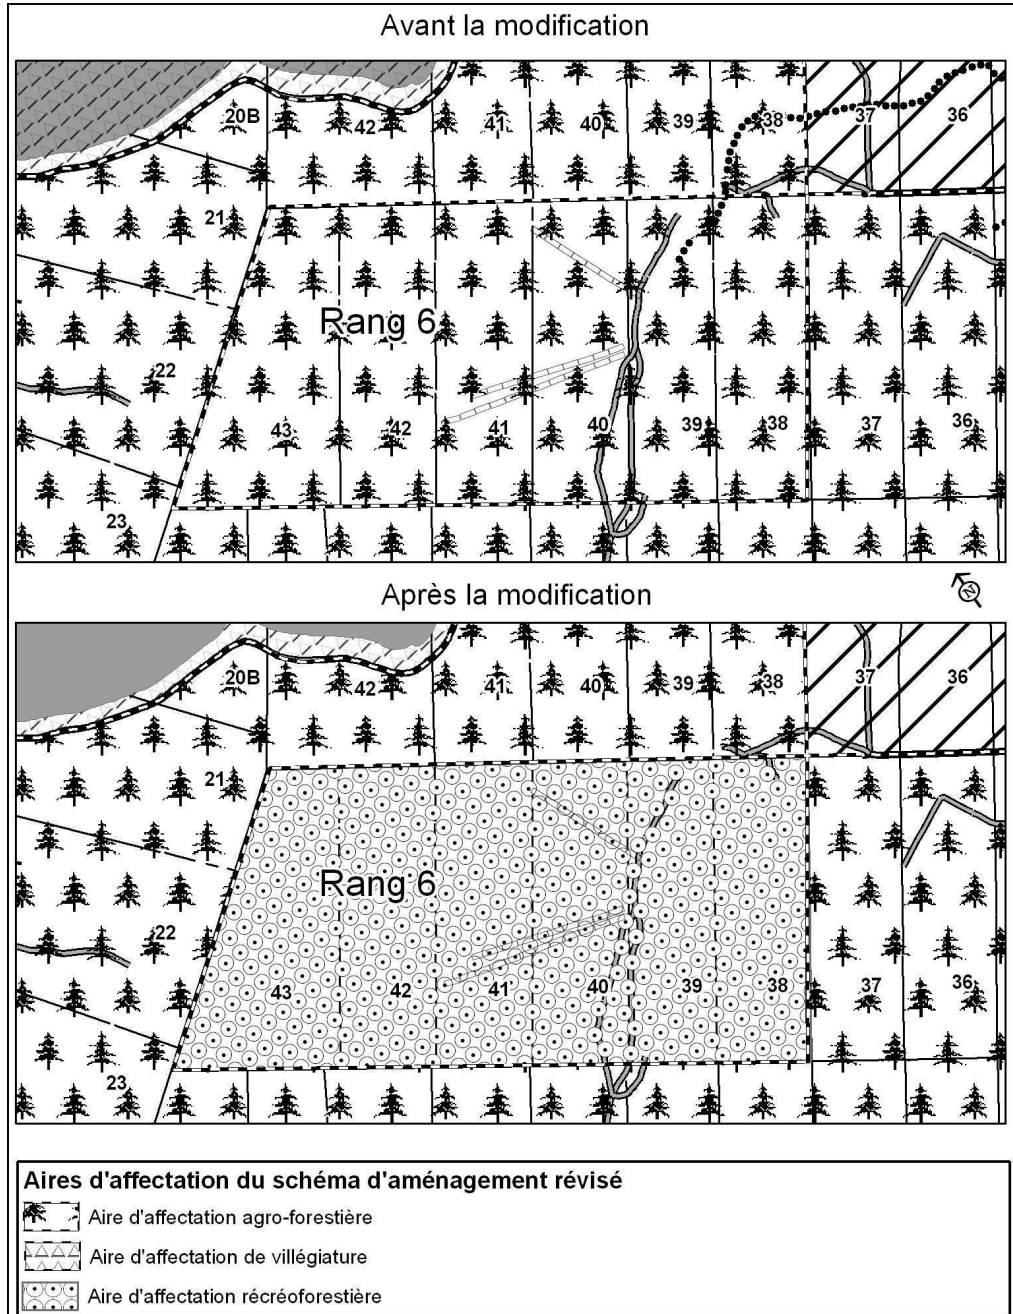 Avant la modification
20B 42 41 40 39 38 37 36
21
Rang 6
22
43 42 41 40 39 38 37 36
23
Après la modification
N
20B 42 41 40 39 38 37 36
21
Rang 6
22
43 42 41 40 39 38 37 36
23
Aires d'affectation du schéma d'aménagement révisé
Aire d'affectation agro-forestière
Aire d'affectation de villégiature
Aire d'affectation récréoforestière